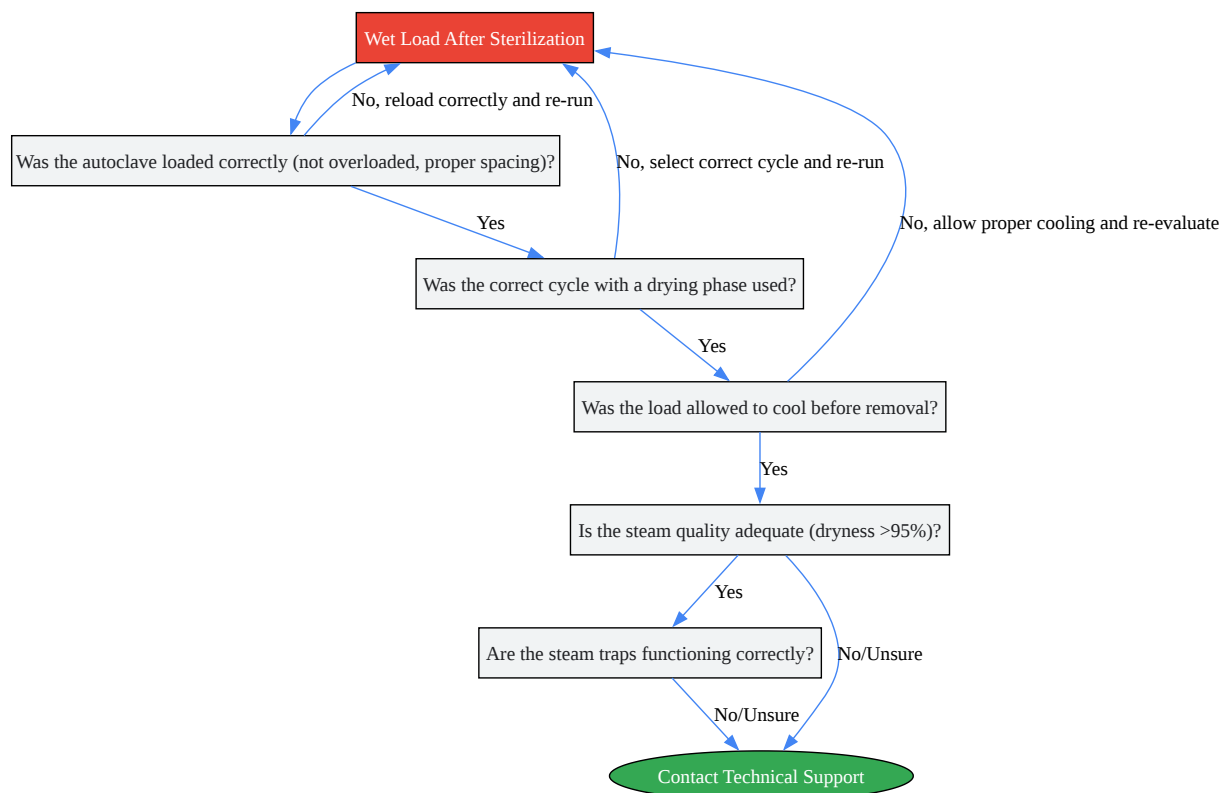 Wet Load After Sterilization
No, reload correctly and re-run
Was the autoclave loaded correctly (not overloaded, proper spacing)?
No, select correct cycle and re-run
Yes
No, allow proper cooling and re-evaluate
Was the correct cycle with a drying phase used?
Yes
Was the load allowed to cool before removal?
Yes
Is the steam quality adequate (dryness >95%)?
Yes
Are the steam traps functioning correctly?
No/Unsure
No/Unsure
Contact Technical Support